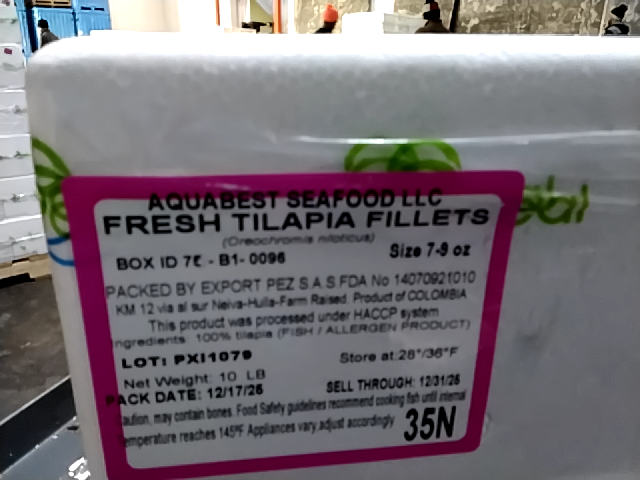 AQUABEST SEAFOOD LLC
FRESH TILAPIA FILLETS
(Oreochromis niloticus)
BOX ID 7E - B1- 0096 Size 7-9 oz
PACKED BY EXPORT PEZ S.A.S.FDA No 14070921010
KM 12 via al sur Neiva-Huila-Farm Raised. Product of COLOMBIA
This product was processed under HACCP system
Ingredients: 100% tilapia (FISH / ALLERGEN PRODUCT)
LOT: PXI1079 Store at:28°/36°F
Net Weight: 10 LB
PACK DATE: 12/17/25 SELL THROUGH: 12/31/25
Caution, may contain bones. Food Safety guidelines recommend cooking fish until internal
temperature reaches 145°F Appliances vary,adjust accordingly 35N